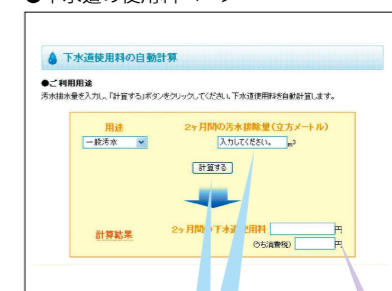 下水道使用料の自動計算
●ご利用用途
汚水排水量を入力し、「計算する」ボタンをクリックしてください。下水道使用料を自動計算します。
用途 2ヶ月間の汚水排除量(立方メートル)
一般汚水 入力してください。 m³
計算する
計算結果 2ヶ月間の下水道使用料 円
(うち消費税) 円